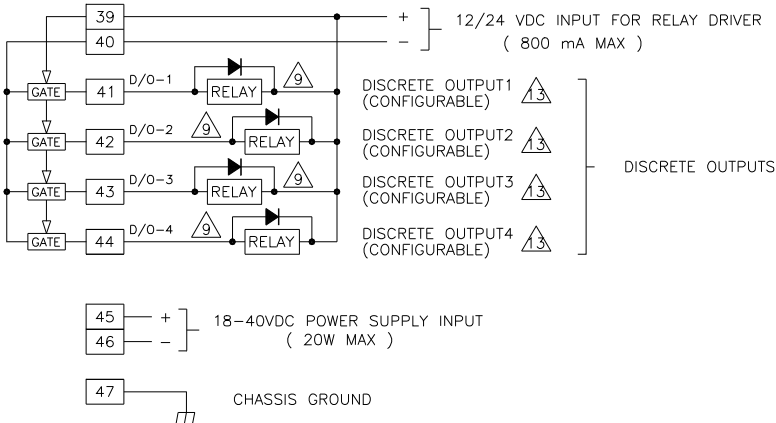 39
40
+
−
12/24 VDC INPUT FOR RELAY DRIVER
( 800 mA MAX )
GATE 41 D/O−1 RELAY 9 DISCRETE OUTPUT1 13
(CONFIGURABLE)
GATE 42 D/O−2 9 RELAY DISCRETE OUTPUT2 13
(CONFIGURABLE)
GATE 43 D/O−3 RELAY 9 DISCRETE OUTPUT3 13
(CONFIGURABLE)
GATE 44 D/O−4 9 RELAY DISCRETE OUTPUT4 13
(CONFIGURABLE)
DISCRETE OUTPUTS
45 +
46 −
18−40VDC POWER SUPPLY INPUT
( 20W MAX )
47 CHASSIS GROUND